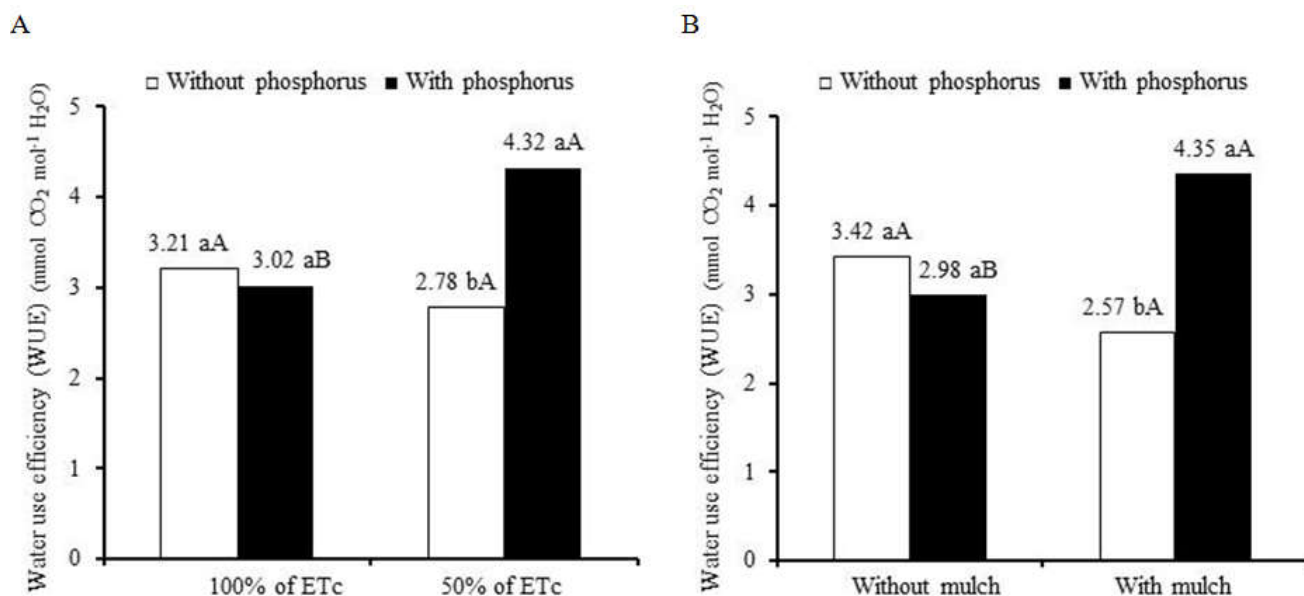 A
□ Without phosphorus ■ With phosphorus
Water use efficiency (WUE) (mmol CO₂ mol⁻¹ H₂O)
5
4
3
2
1
0
3.21 aA
3.02 aB
2.78 bA
4.32 aA
100% of ETc
50% of ETc
B
□ Without phosphorus ■ With phosphorus
Water use efficiency (WUE) (mmol CO₂ mol⁻¹ H₂O)
5
4
3
2
1
0
3.42 aA
2.98 aB
2.57 bA
4.35 aA
Without mulch
With mulch